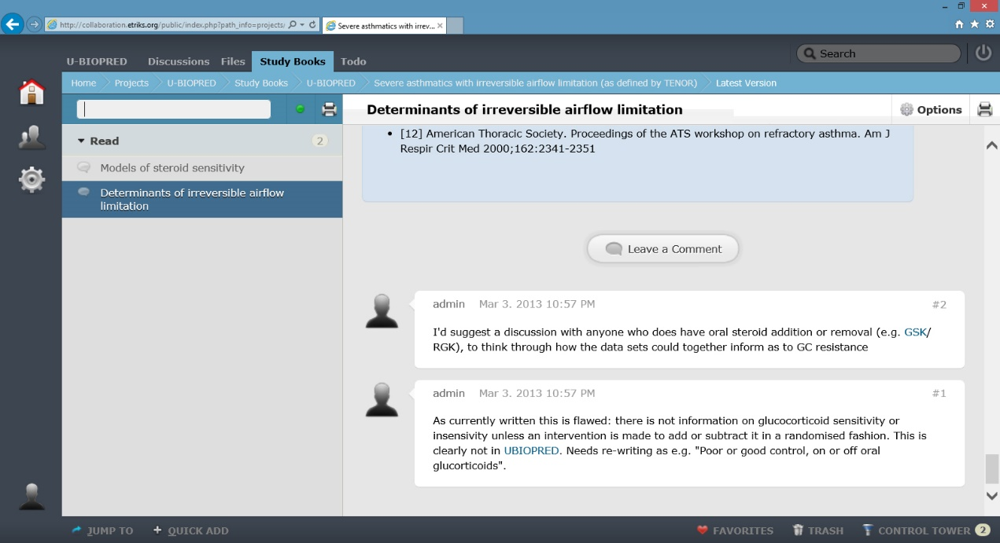 http://collaboration.etriks.org/public/index.php?path_info=projects/
Severe asthmatics with irrev...
U-BIOPRED Discussions Files Study Books Todo
Search
Home Projects U-BIOPRED Study Books U-BIOPRED Severe asthmatics with irreversible airflow limitation (as defined by TENOR) Latest Version
Determinants of irreversible airflow limitation
Options
Read 2
Models of steroid sensitivity
Determinants of irreversible airflow
limitation
• [12] American Thoracic Society. Proceedings of the ATS workshop on refractory asthma. Am J
Respir Crit Med 2000;162:2341-2351
Leave a Comment
admin Mar 3. 2013 10:57 PM #2
I'd suggest a discussion with anyone who does have oral steroid addition or removal (e.g. GSK/
RGK), to think through how the data sets could together inform as to GC resistance
admin Mar 3. 2013 10:57 PM #1
As currently written this is flawed: there is not information on glucocorticoid sensitivity or
insensivity unless an intervention is made to add or subtract it in a randomised fashion. This is
clearly not in UBIOPRED. Needs re-writing as e.g. "Poor or good control, on or off oral
glucorticoids".
JUMP TO QUICK ADD FAVORITES TRASH CONTROL TOWER 2